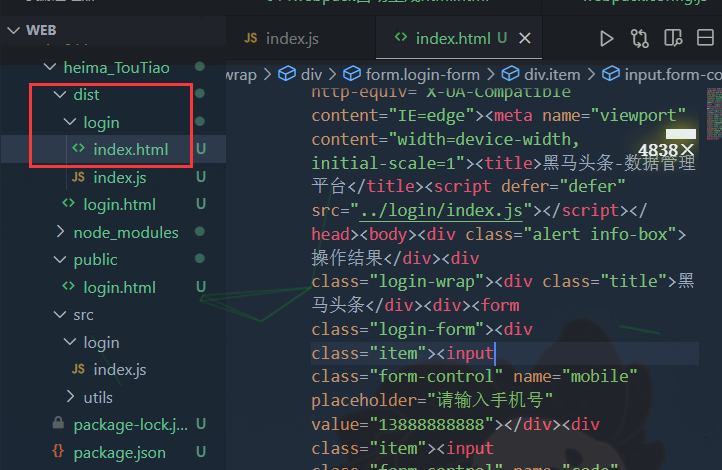 WEB
heima_TouTiao
dist
login
index.html U
index.js U
login.html U
node_modules
public
login.html U
src
login
index.js
utils
package-lock.j... U
package.json U
index.js
index.html U
wrap > div > form.login-form > div.item > input.form-co
http-equiv="X-UA-Compatible"
content="IE=edge"><meta name="viewport"
content="width=device-width,
initial-scale=1"><title>黑马头条-数据管理
平台</title><script defer="defer"
src="../login/index.js"></script></
head><body><div class="alert info-box">
操作结果</div><div
class="login-wrap"><div class="title">黑
马头条</div><div><form
class="login-form"><div
class="item"><input
class="form-control" name="mobile"
placeholder="请输入手机号"
value="13888888888"></div><div
class="item"><input
class="form-control" name="code"
4838×